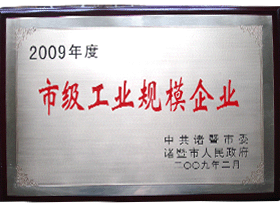 2009年度
市级工业规模企业
中共诸暨市委
诸暨市人民政府
二〇〇九年二月